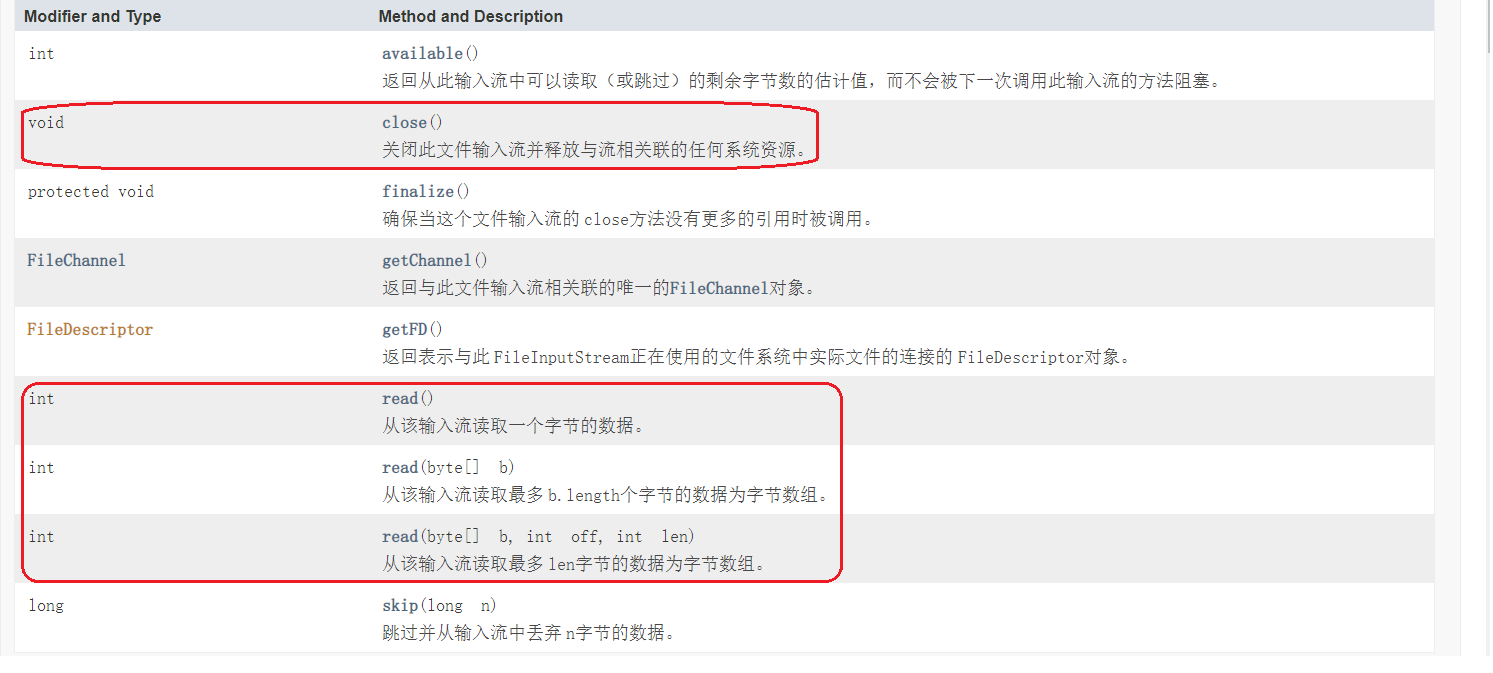 Modifier and Type Method and Description
int available()
返回从此输入流中可以读取（或跳过）的剩余字节数的估计值，而不会被下一次调用此输入流的方法阻塞。
void close()
关闭此文件输入流并释放与流相关联的任何系统资源。
protected void finalize()
确保当这个文件输入流的 close方法没有更多的引用时被调用。
FileChannel getChannel()
返回与此文件输入流相关联的唯一的FileChannel对象。
FileDescriptor getFD()
返回表示与此 FileInputStream正在使用的文件系统中实际文件的连接的 FileDescriptor对象。
int read()
从该输入流读取一个字节的数据。
int read(byte[] b)
从该输入流读取最多 b.length个字节的数据为字节数组。
int read(byte[] b, int off, int len)
从该输入流读取最多 len字节的数据为字节数组。
long skip(long n)
跳过并从输入流中丢弃 n字节的数据。